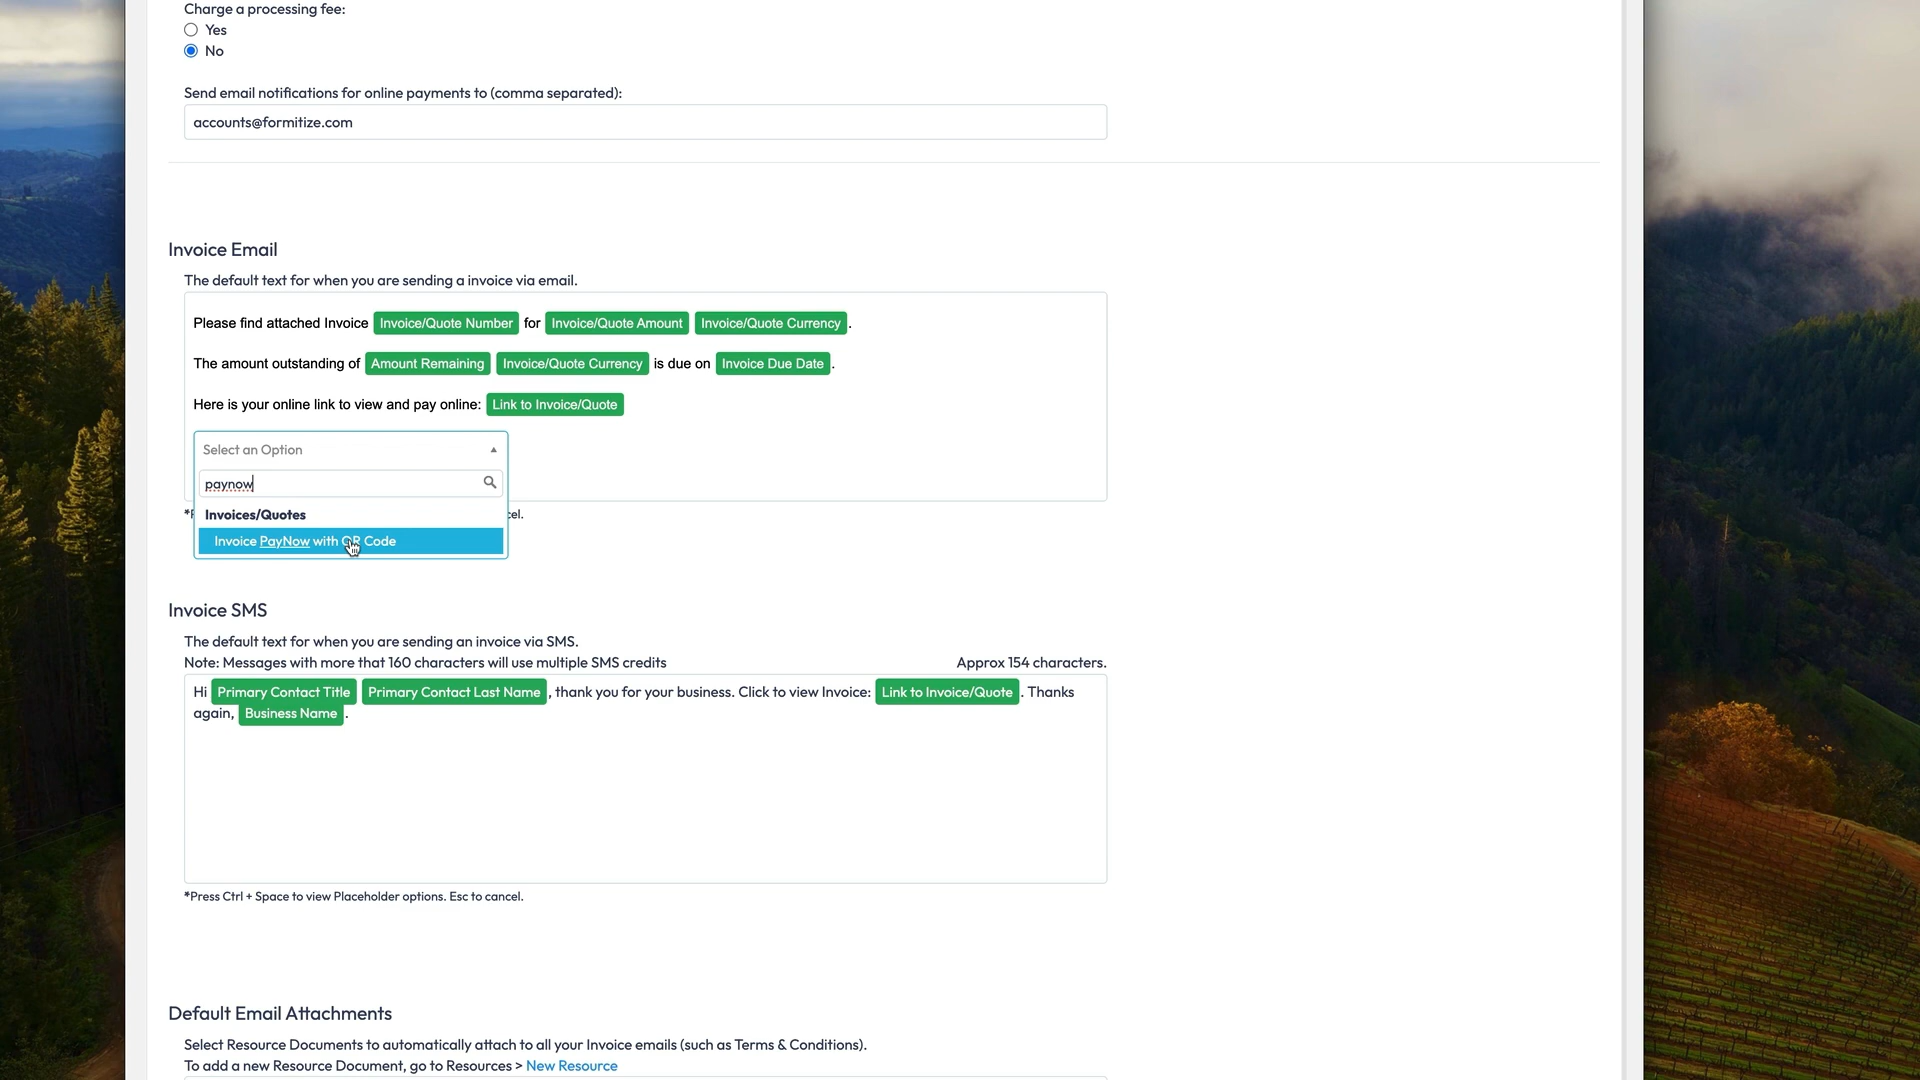 Charge a processing fee:
Yes
No
Send email notifications for online payments to (comma separated):
accounts@formitize.com
Invoice Email
The default text for when you are sending a invoice via email.
Please find attached Invoice Invoice/Quote Number for Invoice/Quote Amount Invoice/Quote Currency .
The amount outstanding of Amount Remaining Invoice/Quote Currency is due on Invoice Due Date .
Here is your online link to view and pay online: Link to Invoice/Quote
Select an Option
paynow
Invoices/Quotes
Invoice PayNow with QR Code
Invoice SMS
The default text for when you are sending an invoice via SMS.
Note: Messages with more that 160 characters will use multiple SMS credits
Approx 154 characters.
Hi Primary Contact Title Primary Contact Last Name , thank you for your business. Click to view Invoice: Link to Invoice/Quote . Thanks
again, Business Name .
*Press Ctrl + Space to view Placeholder options. Esc to cancel.
Default Email Attachments
Select Resource Documents to automatically attach to all your Invoice emails (such as Terms & Conditions).
To add a new Resource Document, go to Resources > New Resource